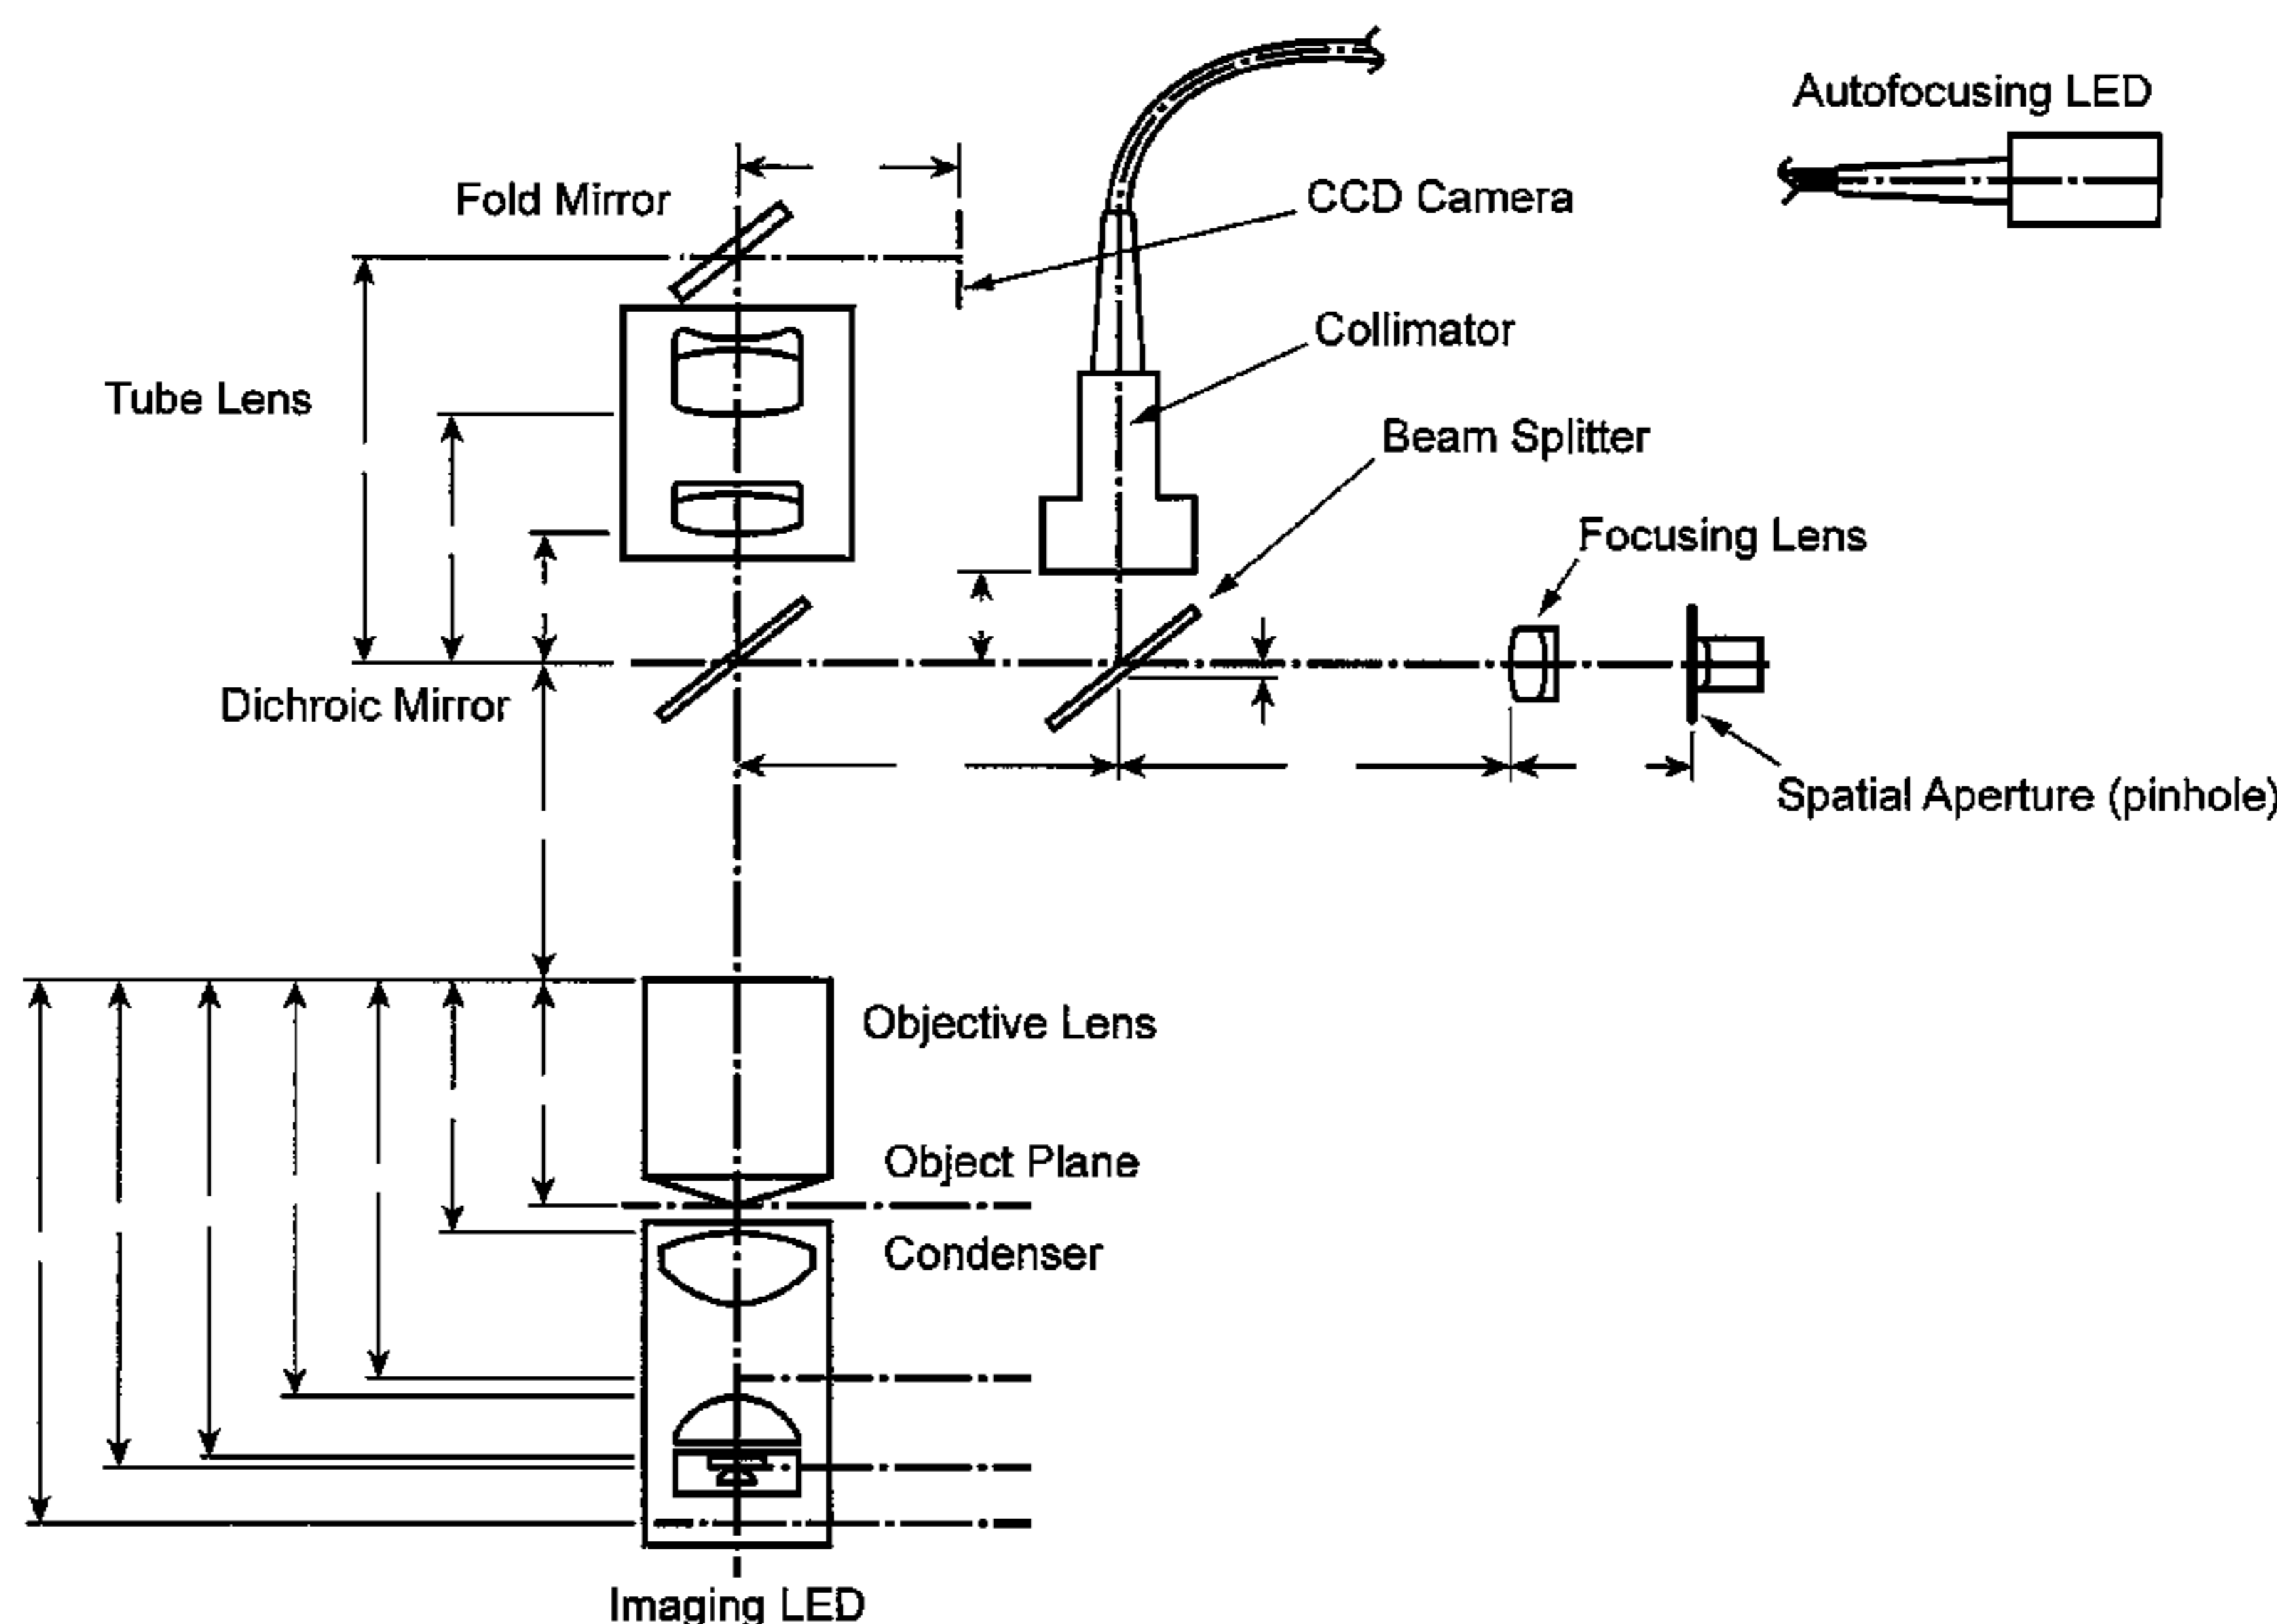 Autofocusing LED
Fold Mirror
CCD Camera
Collimator
Tube Lens
Beam Splitter
Focusing Lens
Dichroic Mirror
Spatial Aperture (pinhole)
Objective Lens
Object Plane
Condenser
Imaging LED